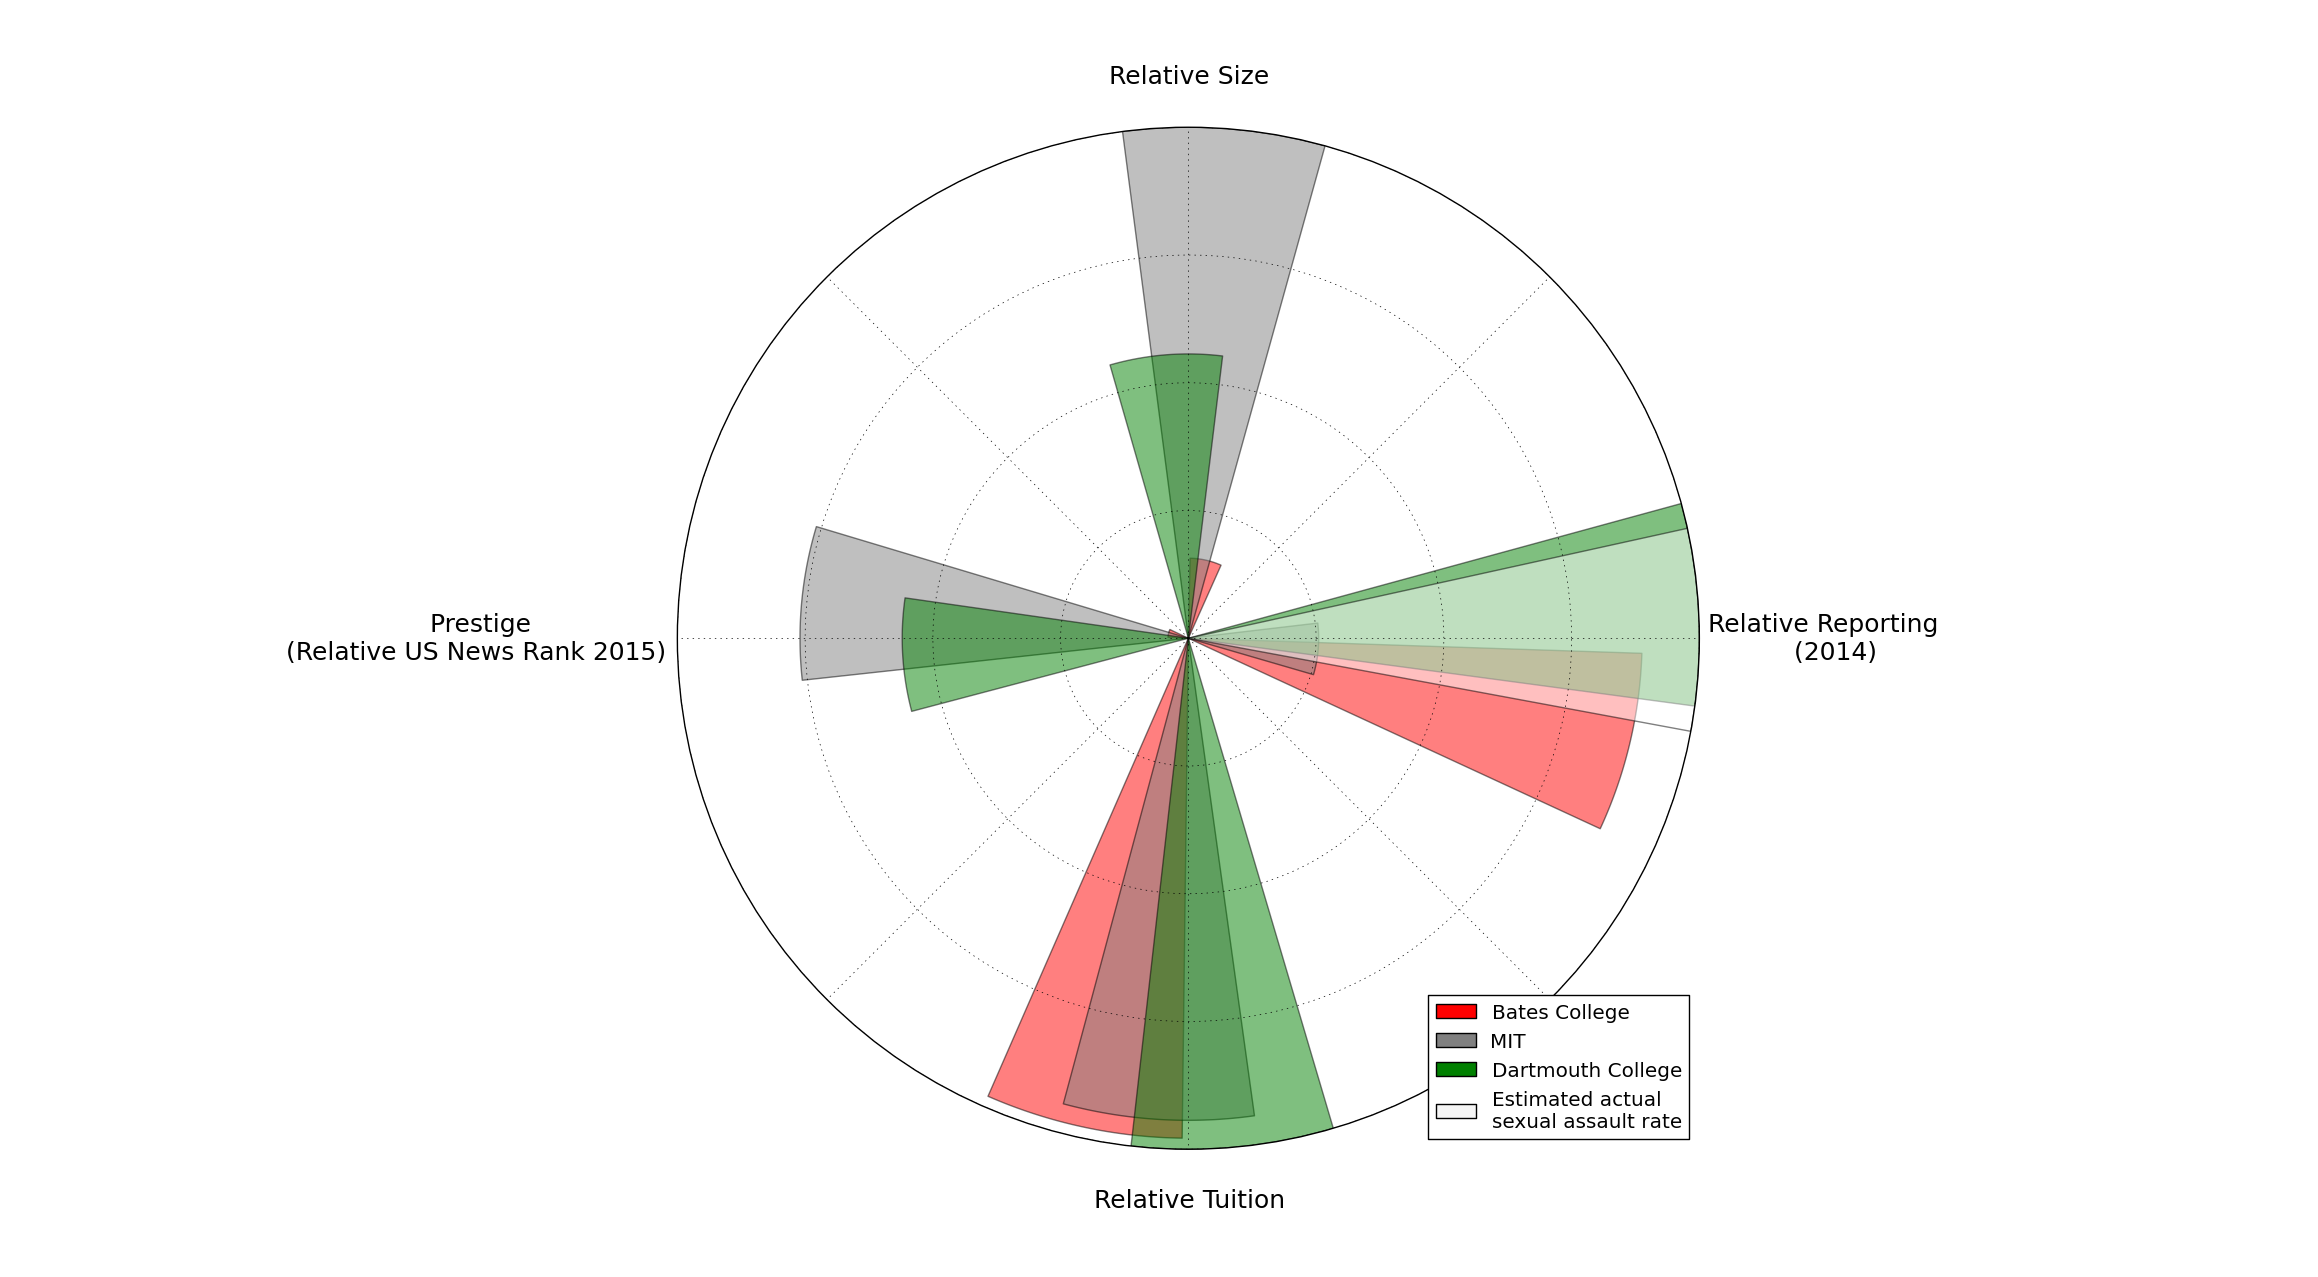 Relative Size
Prestige
(Relative US News Rank 2015)
Relative Reporting
(2014)
Bates College
MIT
Dartmouth College
Estimated actual
sexual assault rate
Relative Tuition